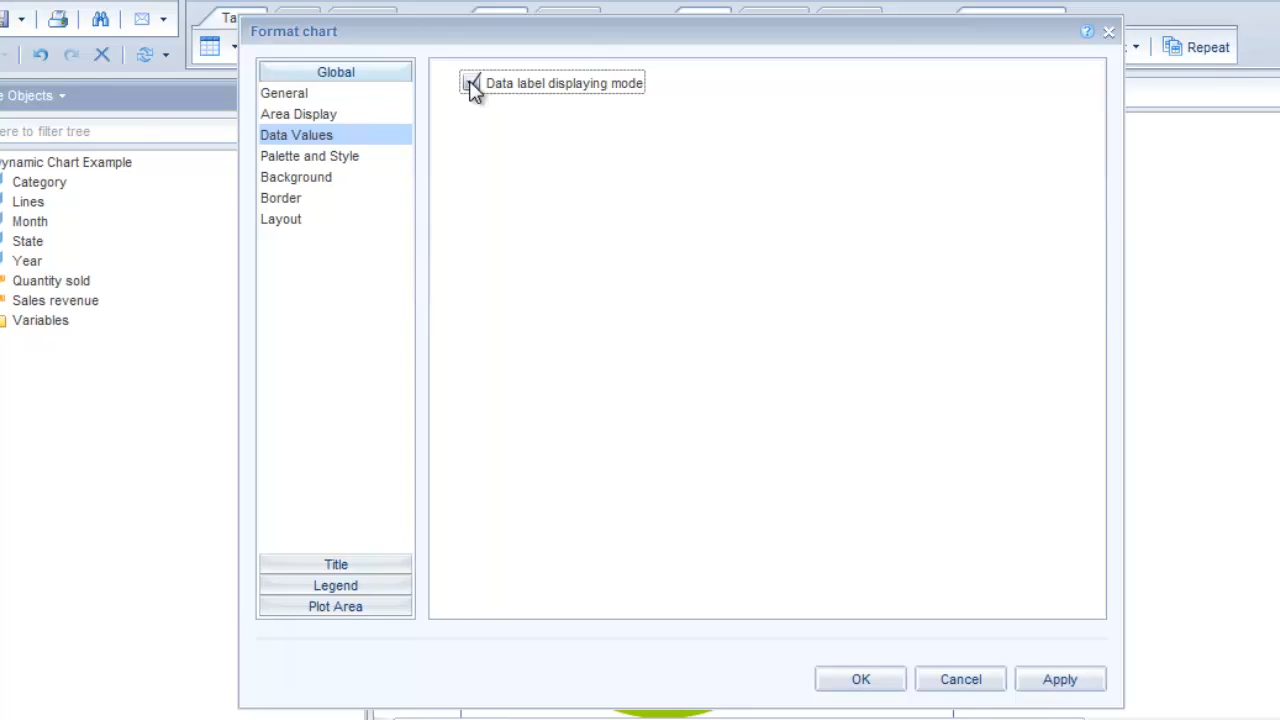 Ta
Format chart
Repeat
e Objects
ere to filter tree
ynamic Chart Example
Category
Lines
Month
State
Year
Quantity sold
Sales revenue
Variables
Global
General
Area Display
Data Values
Palette and Style
Background
Border
Layout
Title
Legend
Plot Area
Data label displaying mode
OK
Cancel
Apply